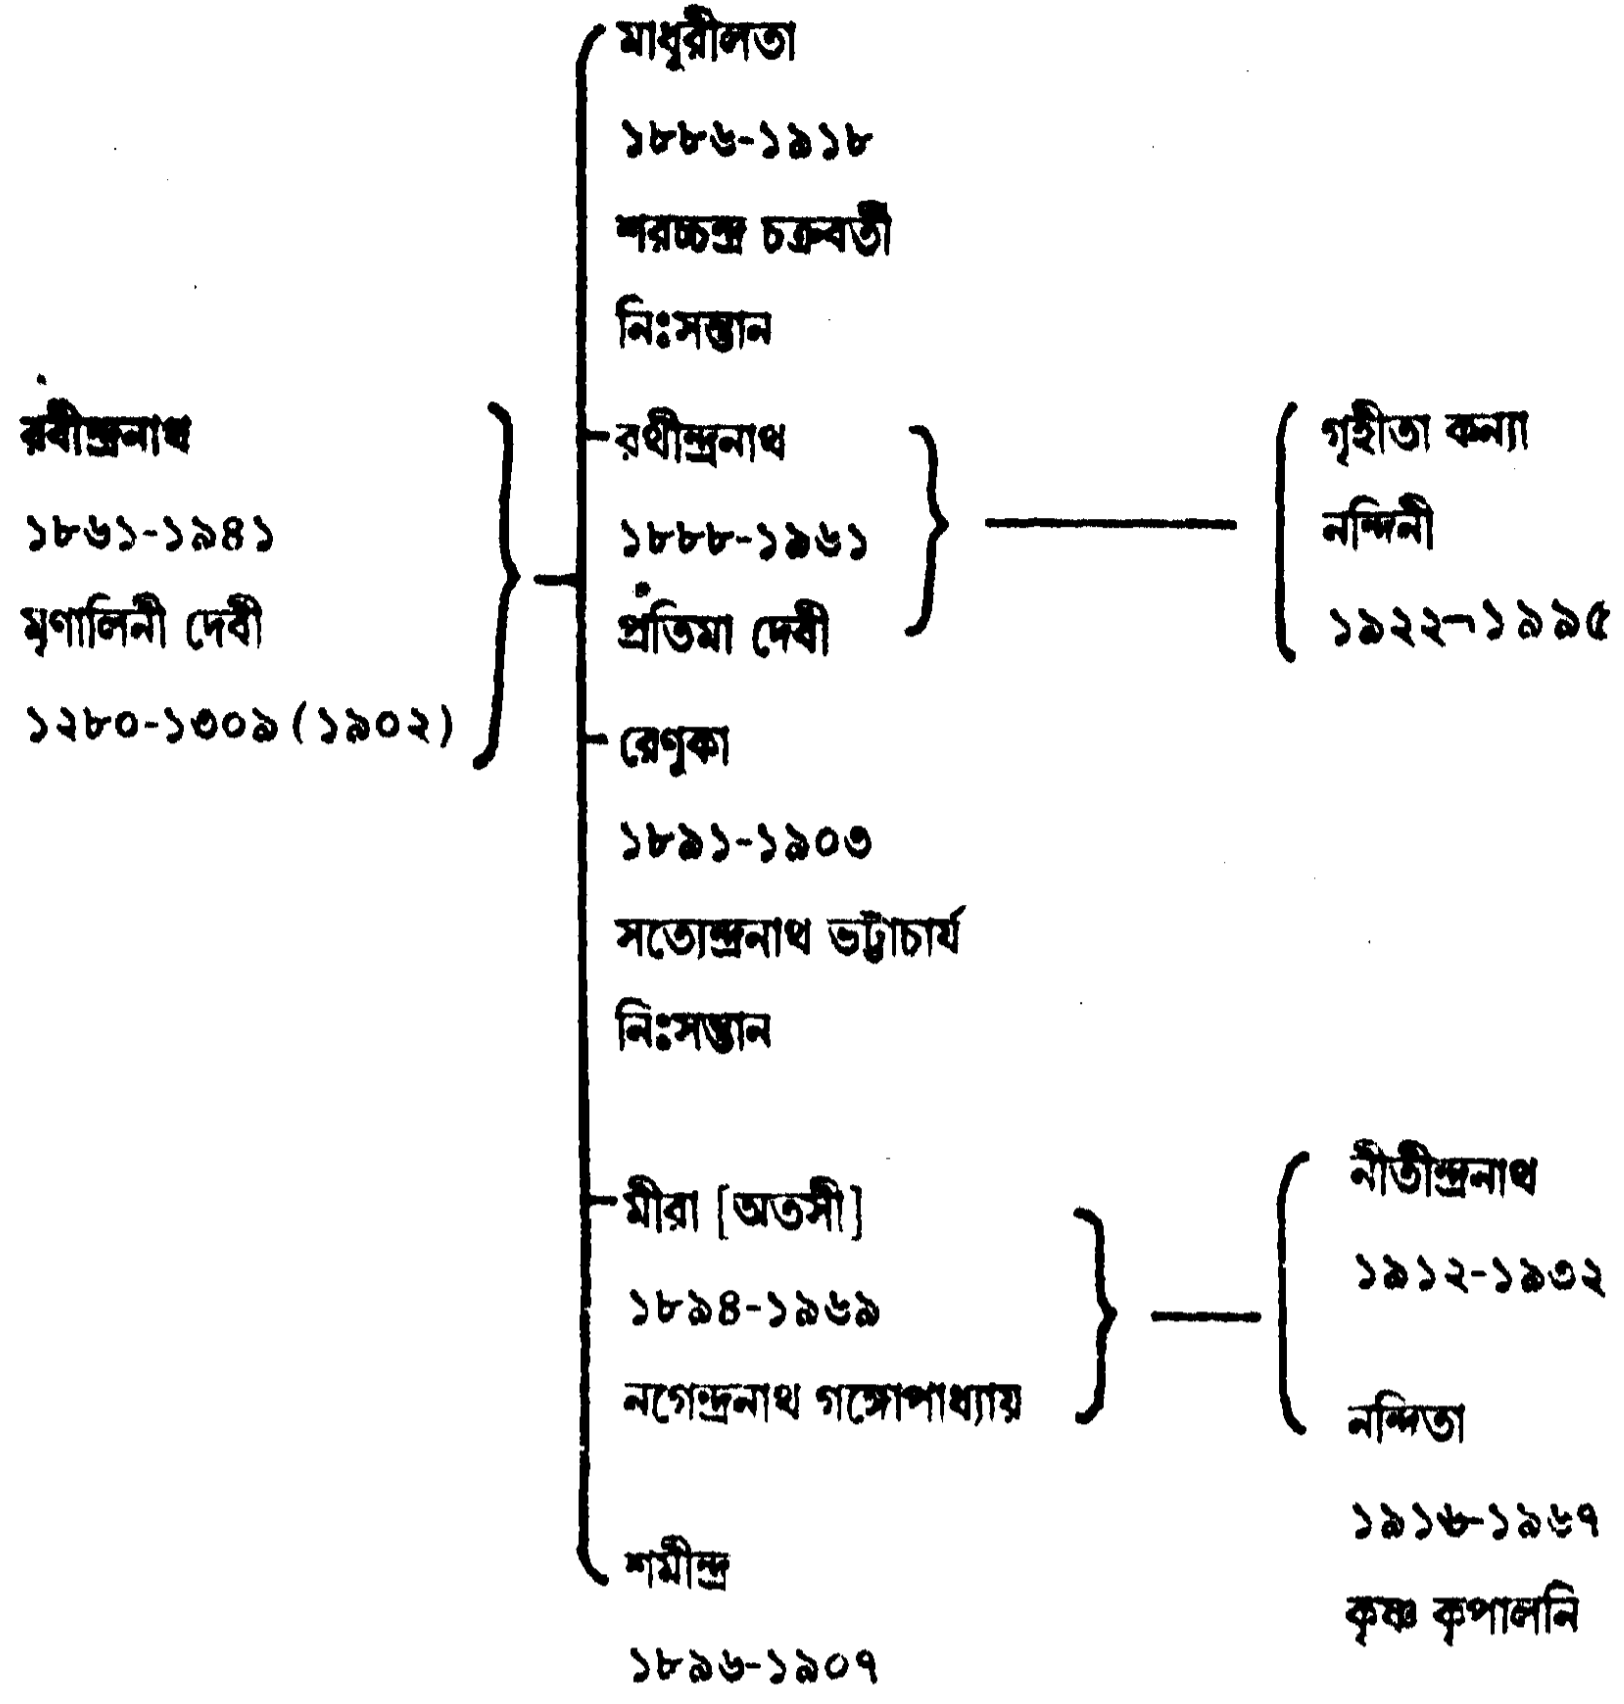 রবীন্দ্রনাথ
১৮৬১-১৯৪১
মৃণালিনী দেবী
১২৮০-১৩০৯ (১৯০২)
মাধুরীলতা
১৮৮৬-১৯১৮
শরচ্চন্দ্র চক্রবর্তী
নিঃসন্তান
রথীন্দ্রনাথ
১৮৮৮-১৯৬১
প্রতিমা দেবী
রেণুকা
১৮৯১-১৯০৩
সত্যেন্দ্রনাথ ভট্টাচার্য
নিঃসন্তান
মীরা [অতসী]
১৮৯৪-১৯৬৯
নগেন্দ্রনাথ গঙ্গোপাধ্যায়
শমীন্দ্র
১৮৯৬-১৯০৭
গৃহীতা কন্যা
নন্দিনী
১৯২২-১৯৯৫
নীতীন্দ্রনাথ
১৯১২-১৯৩২
নন্দিতা
১৯১৬-১৯৬৭
কৃষ্ণ কৃপালনি